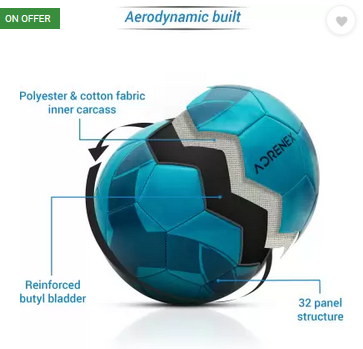 ON OFFER
Aerodynamic built
Polyester & cotton fabric
inner carcass
ADRENEX
Reinforced
butyl bladder
32 panel
structure